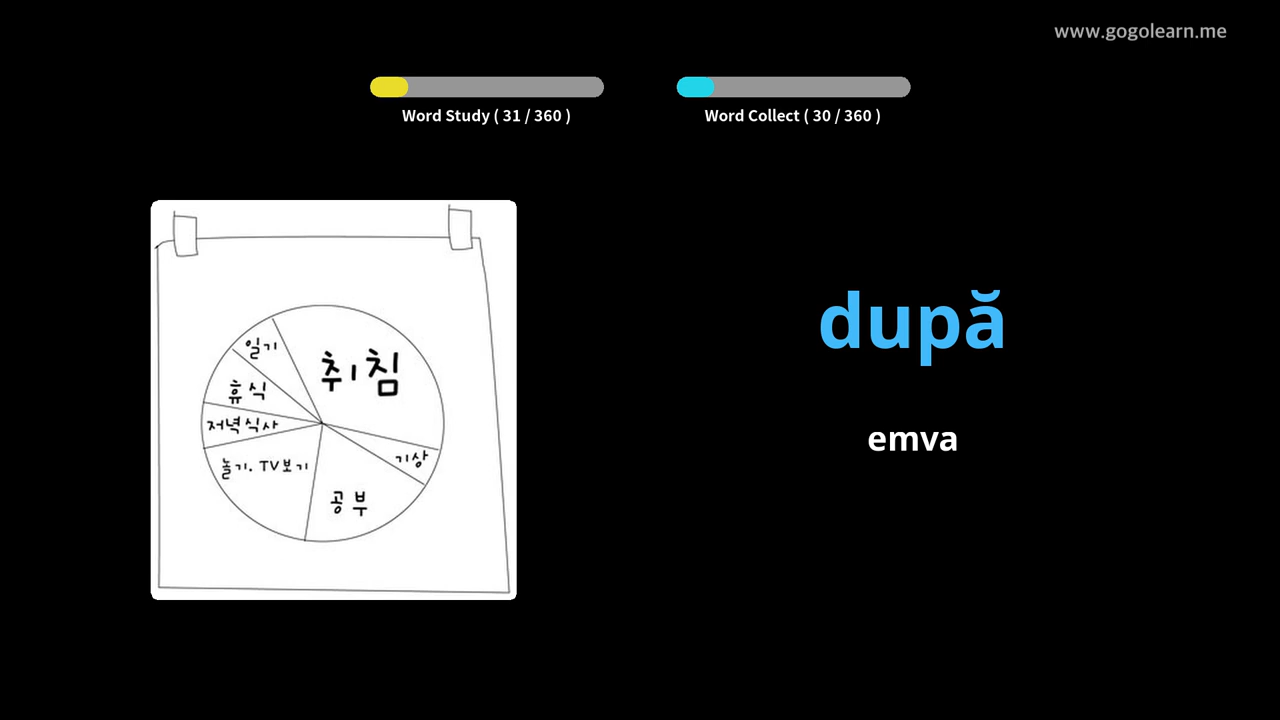 www.gogolearn.me
Word Study ( 31 / 360 )
Word Collect ( 30 / 360 )
일기
취침
휴식
저녁식사
놀기. TV보기
기상
공부
după
emva